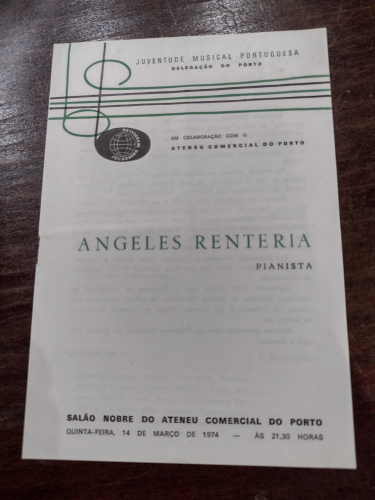 JUVENTUDE MUSICAL PORTUGUESA
DELEGAÇÃO DO PORTO
EM COLABORAÇÃO COM O
ATENEU COMERCIAL DO PORTO
ANGELES RENTERIA
PIANISTA
SALÃO NOBRE DO ATENEU COMERCIAL DO PORTO
QUINTA-FEIRA, 14 DE MARÇO DE 1974 — ÀS 21,30 HORAS